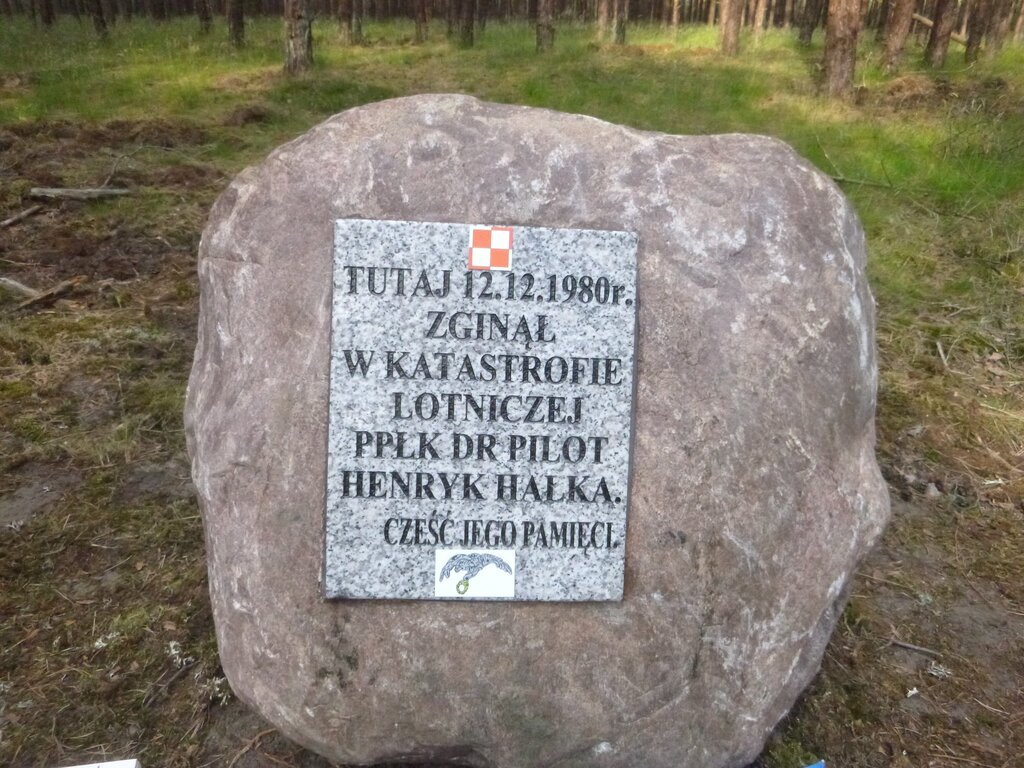 TUTAJ 12.12.1980r.
ZGINĄŁ
W KATASTROFIE
LOTNICZEJ
PPŁK DR PILOT
HENRYK HAŁKA.
CZEŚĆ JEGO PAMIĘCI.